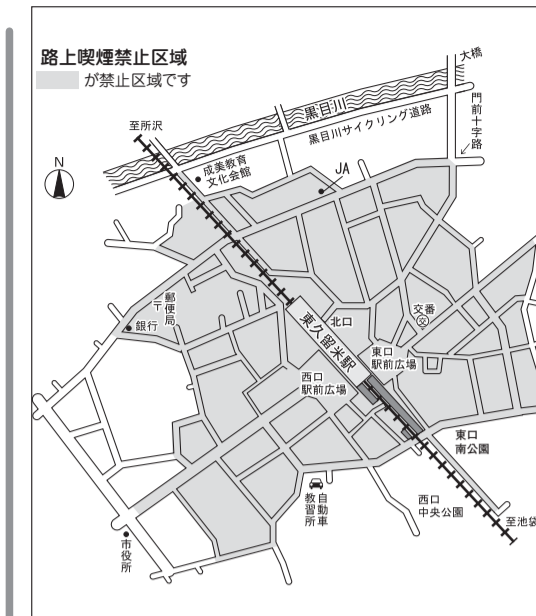 路上喫煙禁止区域
が禁止区域です
大橋
門前十字路
黒目川
黒目川サイクリング道路
至所沢
成美教育
文化会館
JA
N
郵便局
〒
銀行
東久留米駅
北口
交番
文
東口
駅前広場
西口
駅前広場
東口
南公園
自動車
教習所
西口
中央公園
至池袋
市役所